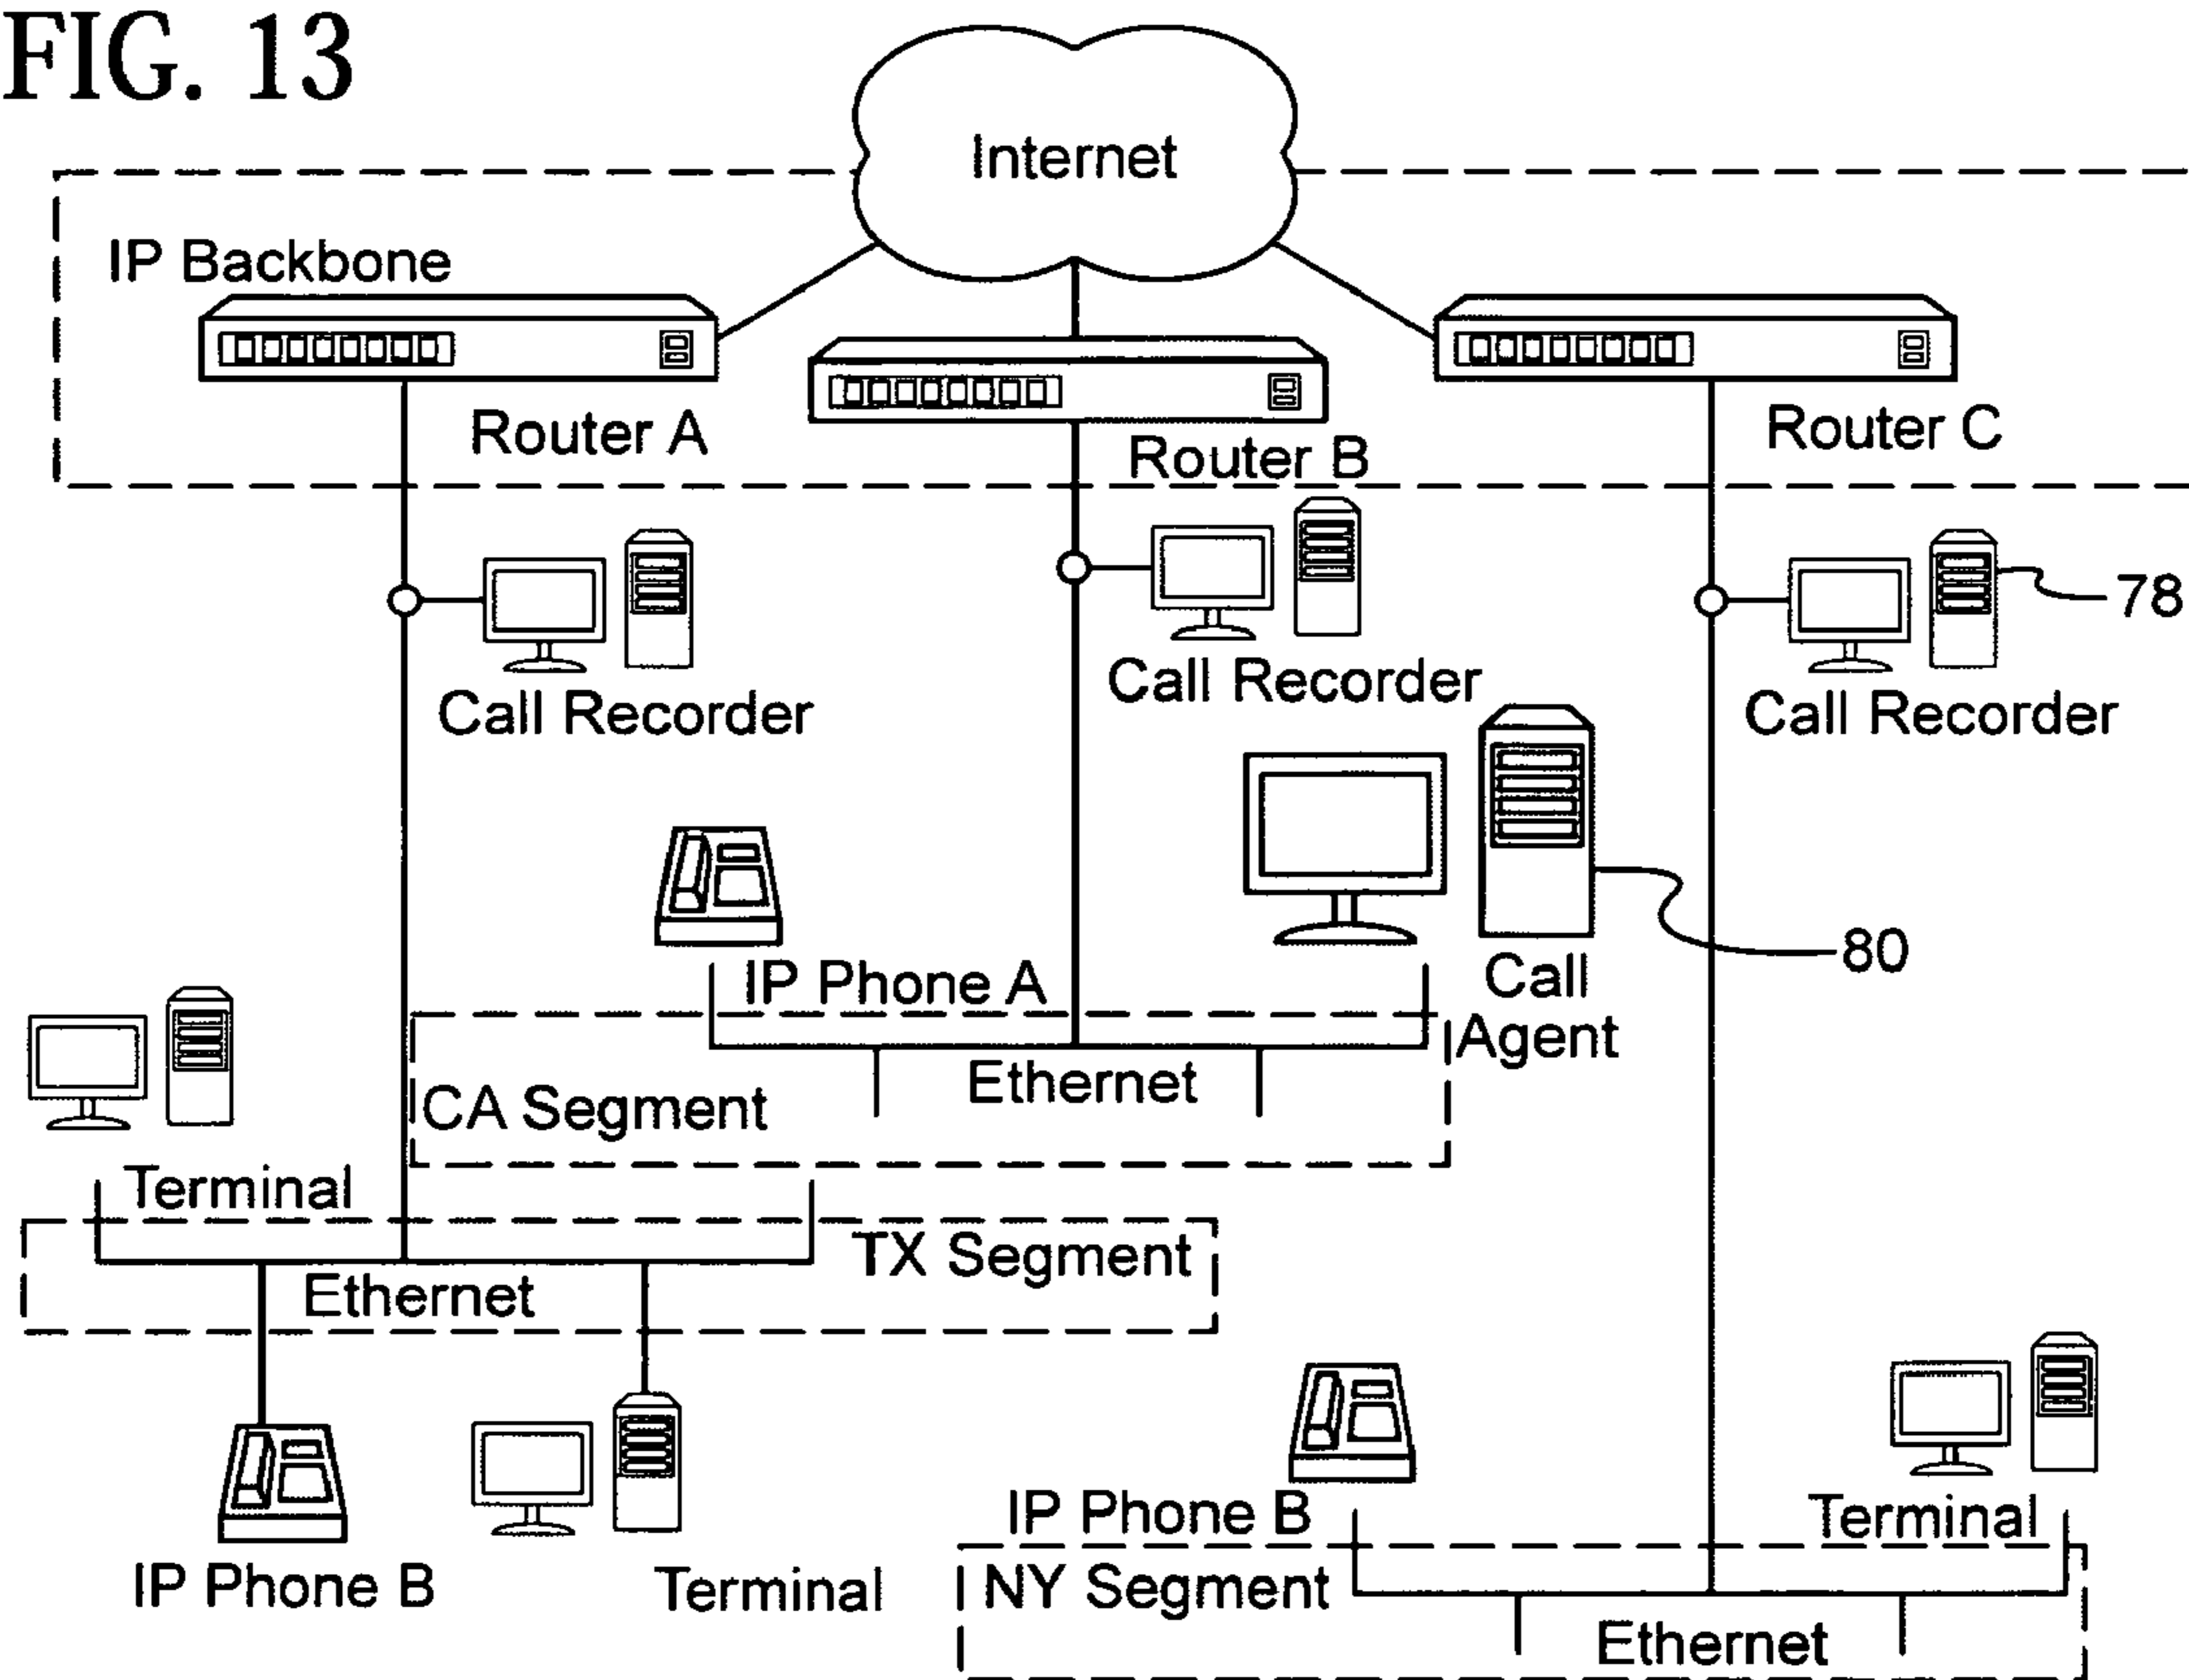 FIG. 13
Internet
IP Backbone
Router A
Router B
Router C
78
Call Recorder
Call Recorder
Call Recorder
80
IP Phone A
Call
Agent
Ethernet
CA Segment
Terminal
TX Segment
Ethernet
IP Phone B
Terminal
IP Phone B
Terminal
NY Segment
Ethernet